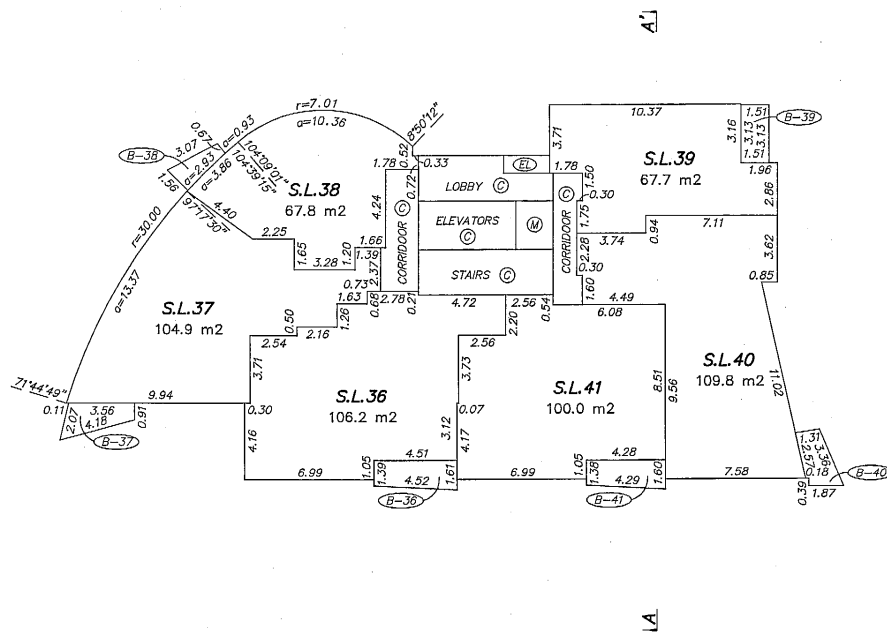 A'
r=7.01
a=10.36
8°50'12"
10.37
1.51
B-39
3.16
3.13
3.13
1.51
1.96
2.86
0.67
a=0.93
3.07
B-38
a=2.93
a=3.86
104°09'01"
104°39'15"
1.56
97°17'30"
S.L.38
67.8 m2
0.52
0.33
1.78
0.72
4.24
CORRIDOR C
LOBBY C
EL
3.71
1.78
1.50
0.30
1.75
CORRIDOR C
S.L.39
67.7 m2
ELEVATORS
C
M
STAIRS C
3.74
0.94
7.11
3.62
0.85
2.28
0.30
1.60
r=30.00
a=13.37
4.40
2.25
1.65
3.28
1.20
1.66
1.39
2.37
0.73
1.63
0.68
2.78
0.21
4.72
2.56
0.54
4.49
6.08
S.L.37
104.9 m2
0.50
2.16
1.26
2.54
3.71
2.20
2.56
3.73
71°44'49"
9.94
0.11
3.56
0.91
4.18
2.07
B-37
0.30
4.16
S.L.36
106.2 m2
0.07
3.12
4.17
S.L.41
100.0 m2
8.51
9.56
S.L.40
109.8 m2
11.02
6.99
1.05
4.51
1.39
4.52
1.61
B-36
6.99
1.05
4.28
1.38
4.29
1.60
B-41
7.58
1.31
2.57
3.36
0.18
0.39
1.87
B-40
A